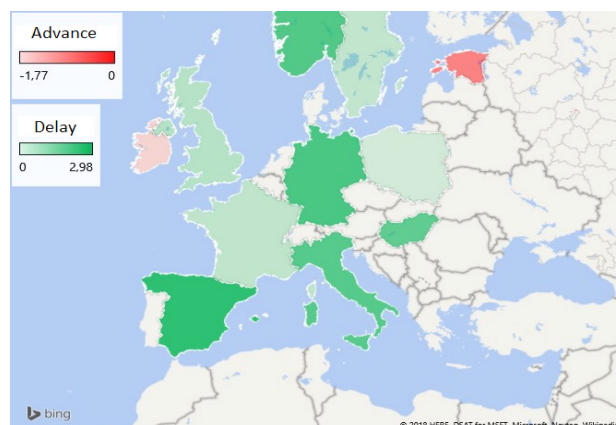 Advance
-1,77 0
Delay
0 2,98
bing
© 2018 HERE, DSAT for MSFT, Microsoft, Navteq, Wikipedia